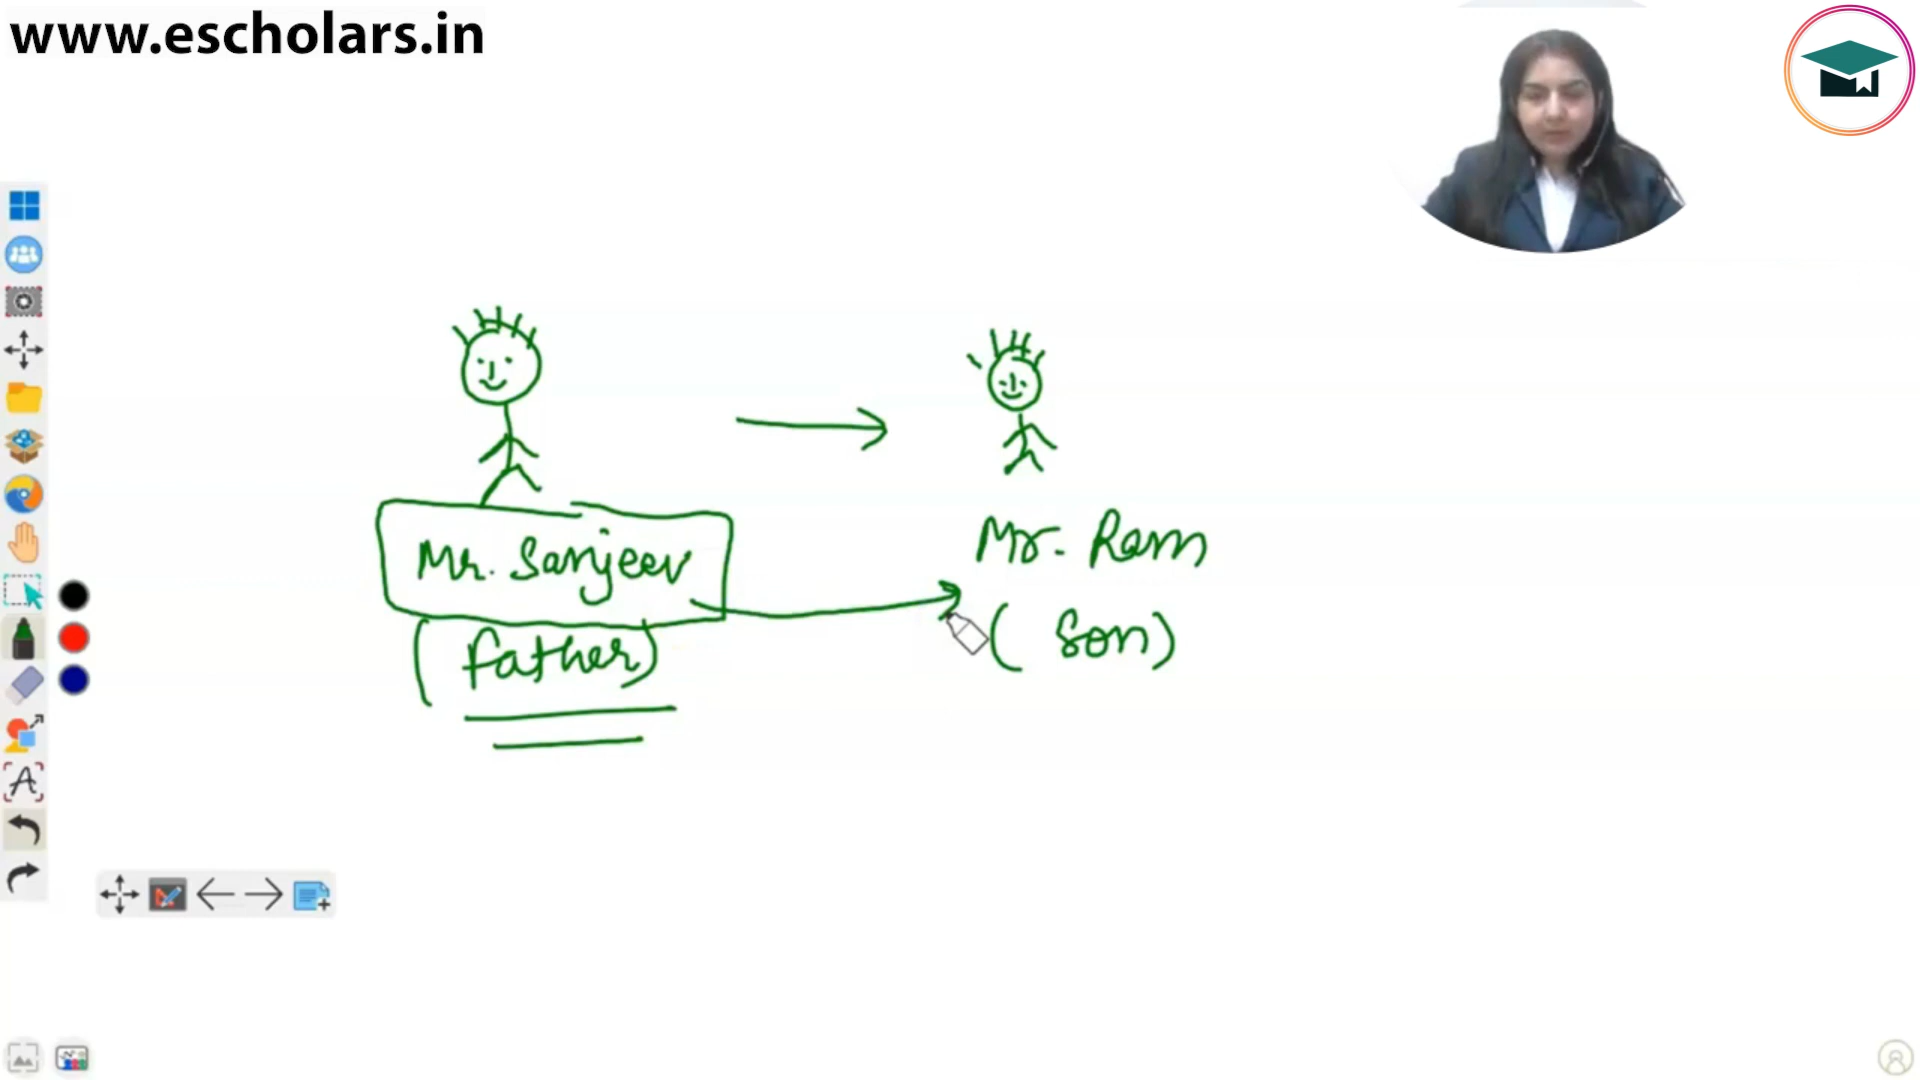 www.escholars.in
Mr. Sanjeev
(father)
Mr. Ram
(Son)